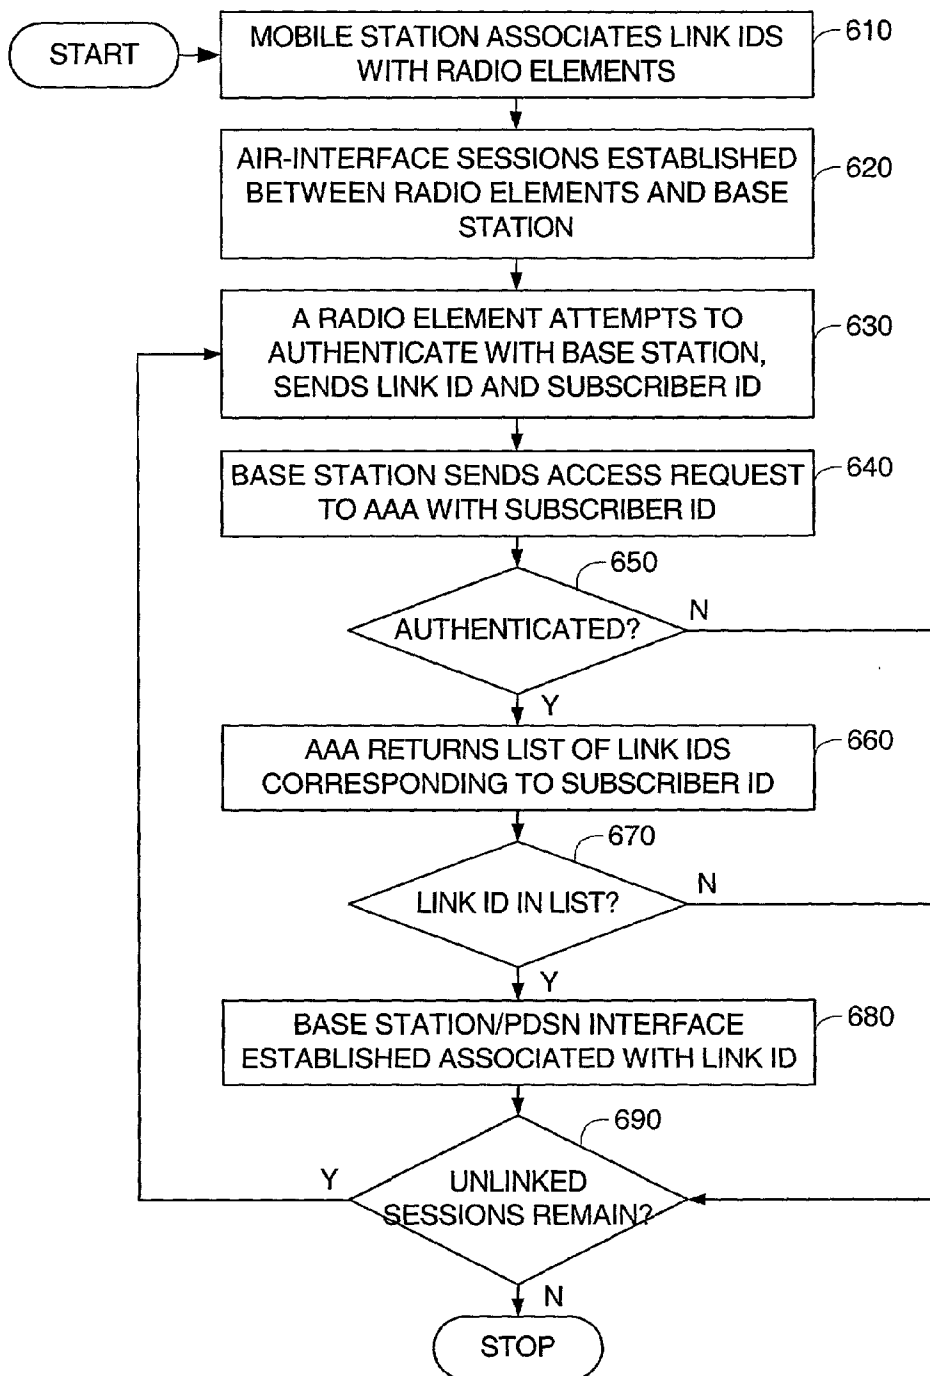 START
MOBILE STATION ASSOCIATES LINK IDS
WITH RADIO ELEMENTS
610
AIR-INTERFACE SESSIONS ESTABLISHED
BETWEEN RADIO ELEMENTS AND BASE
STATION
620
A RADIO ELEMENT ATTEMPTS TO
AUTHENTICATE WITH BASE STATION,
SENDS LINK ID AND SUBSCRIBER ID
630
BASE STATION SENDS ACCESS REQUEST
TO AAA WITH SUBSCRIBER ID
640
650
AUTHENTICATED?
N
Y
AAA RETURNS LIST OF LINK IDS
CORRESPONDING TO SUBSCRIBER ID
660
670
LINK ID IN LIST?
N
Y
BASE STATION/PDSN INTERFACE
ESTABLISHED ASSOCIATED WITH LINK ID
680
690
Y
UNLINKED
SESSIONS REMAIN?
N
STOP